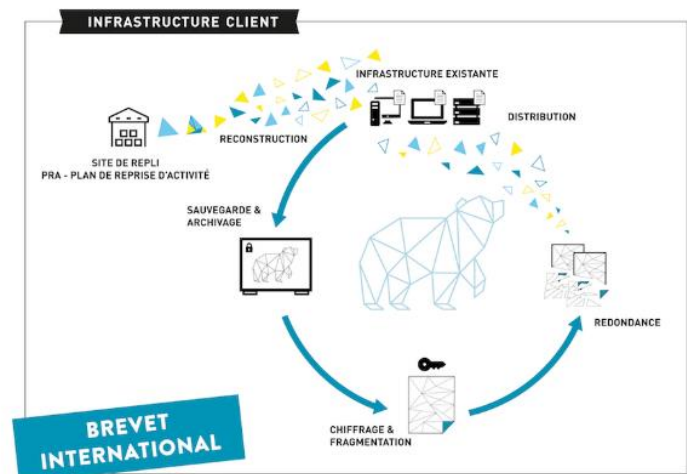 INFRASTRUCTURE CLIENT
INFRASTRUCTURE EXISTANTE
DISTRIBUTION
RECONSTRUCTION
SITE DE REPLI
PRA - PLAN DE REPRISE D'ACTIVITÉ
SAUVEGARDE &
ARCHIVAGE
REDONDANCE
CHIFFRAGE &
FRAGMENTATION
BREVET
INTERNATIONAL